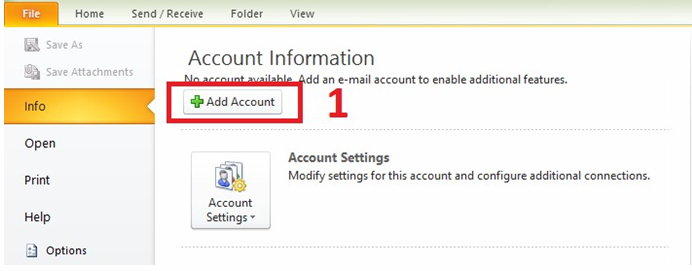 File Home Send / Receive Folder View
Save As
Save Attachments
Info
Open
Print
Help
Options
Account Information
No account available. Add an e-mail account to enable additional features.
Add Account 1
Account Settings
Modify settings for this account and configure additional connections.
Account
Settings